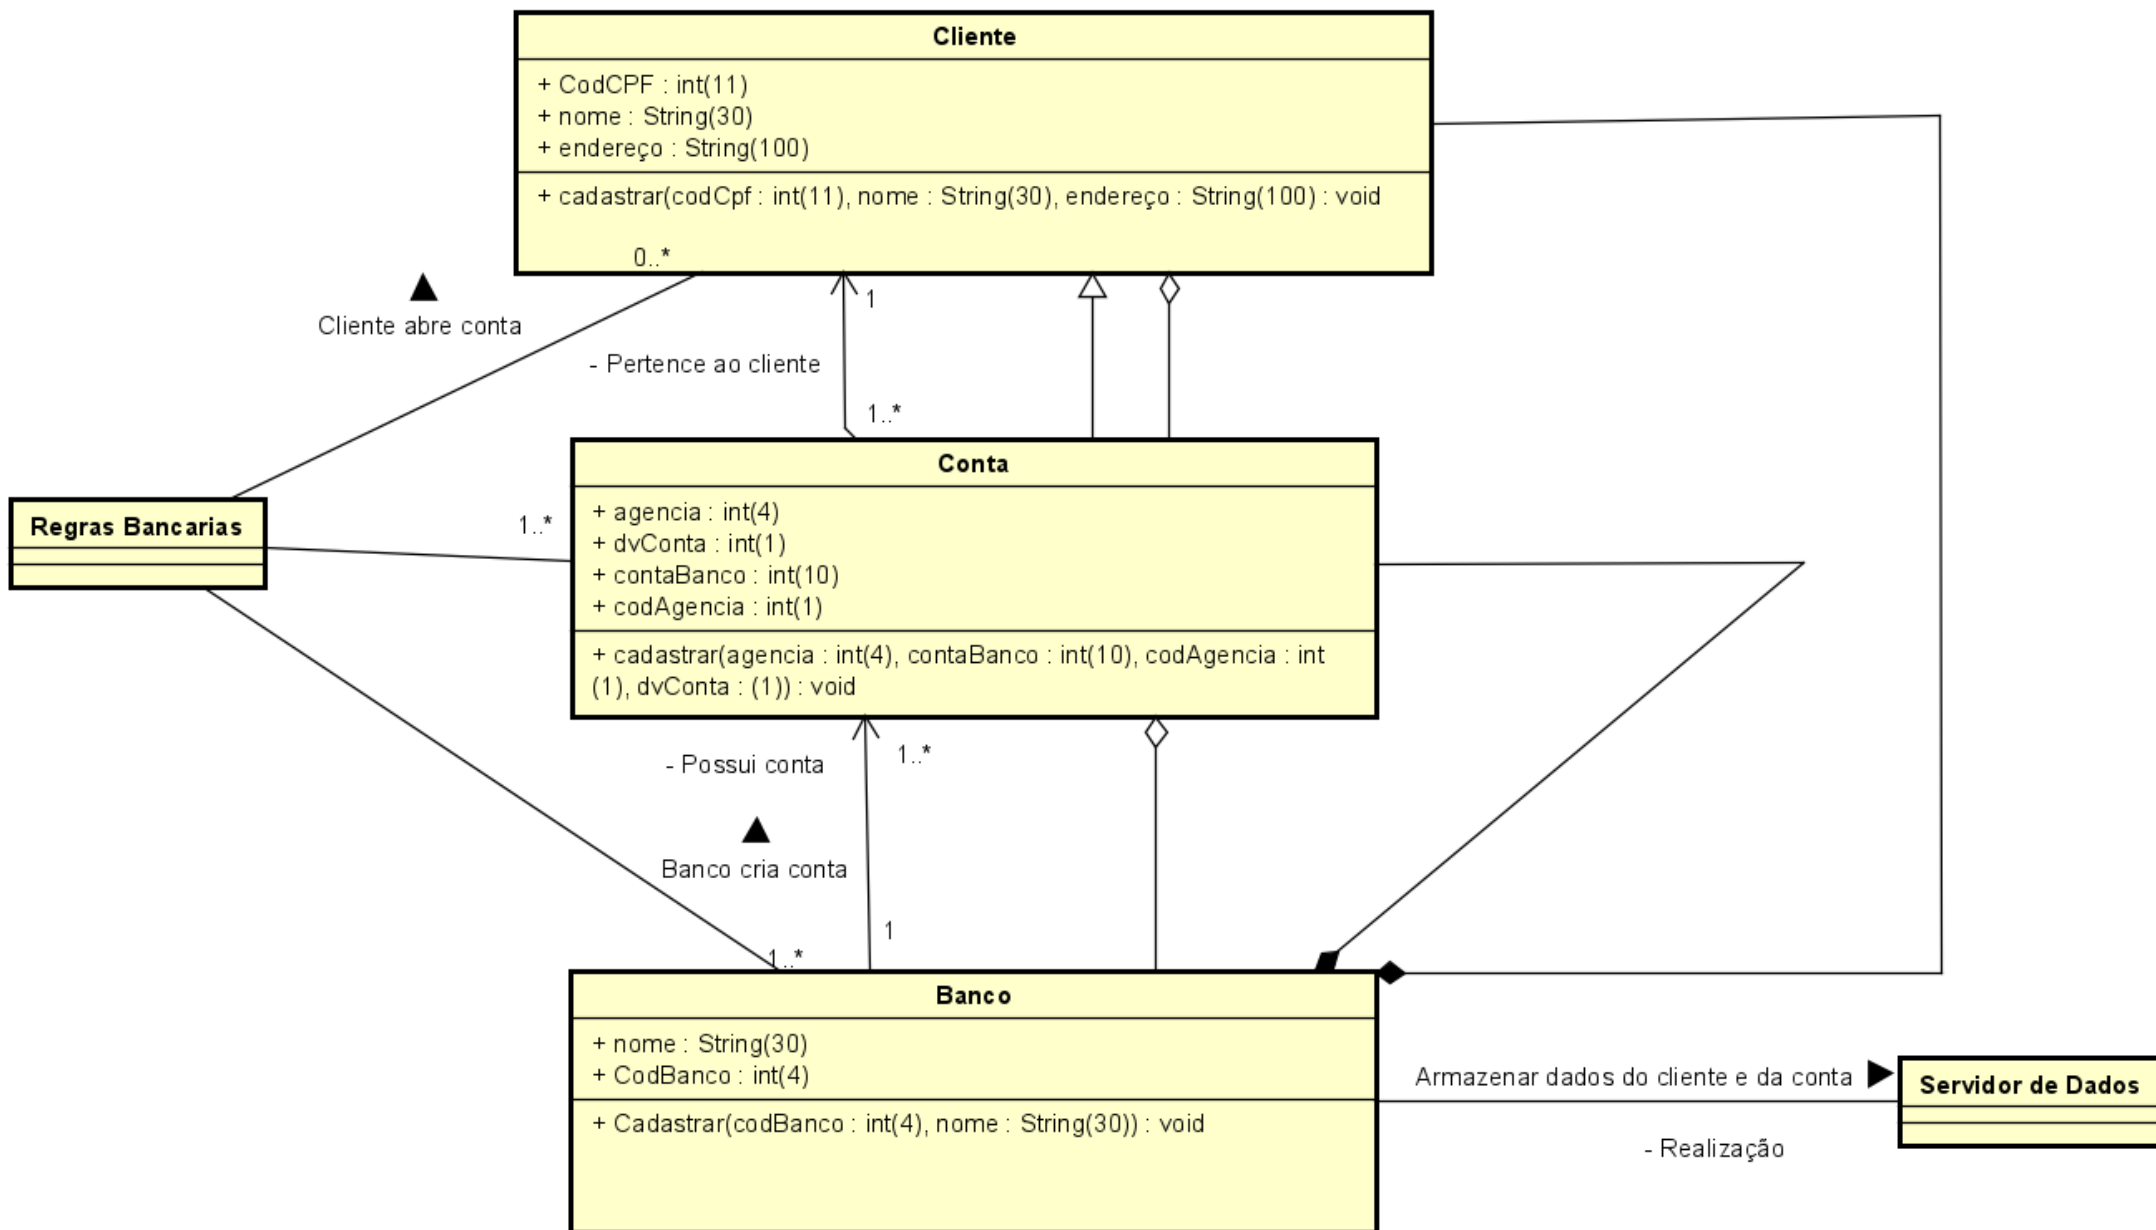 Cliente
+ CodCPF : int(11)
+ nome : String(30)
+ endereço : String(100)
+ cadastrar(codCpf : int(11), nome : String(30), endereço : String(100) : void
0..*
1
Cliente abre conta
- Pertence ao cliente
1..*
Conta
Regras Bancarias
1..*
+ agencia : int(4)
+ dvConta : int(1)
+ contaBanco : int(10)
+ codAgencia : int(1)
+ cadastrar(agencia : int(4), contaBanco : int(10), codAgencia : int
(1), dvConta : (1)) : void
1..*
- Possui conta
Banco cria conta
1
1..*
Banco
+ nome : String(30)
+ CodBanco : int(4)
+ Cadastrar(codBanco : int(4), nome : String(30)) : void
Armazenar dados do cliente e da conta
Servidor de Dados
- Realização